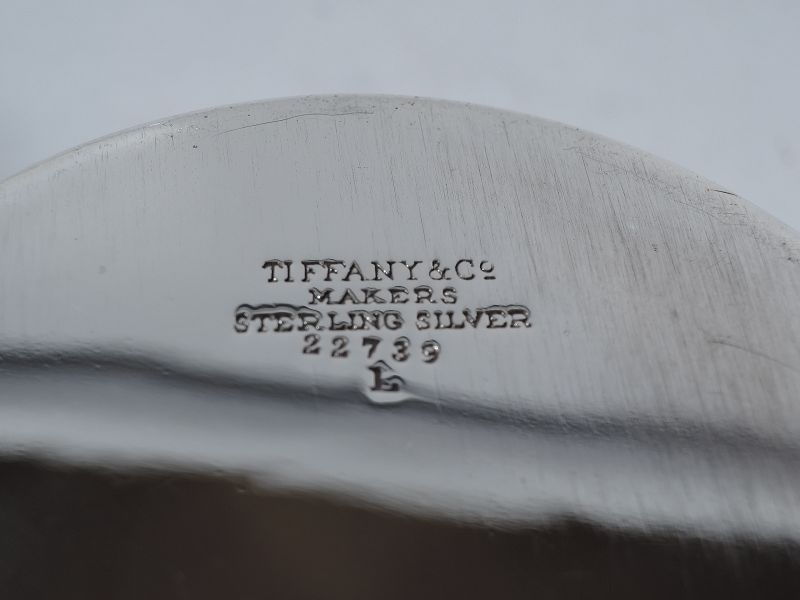 TIFFANY & Cº
MAKERS
STERLING SILVER
22739
L